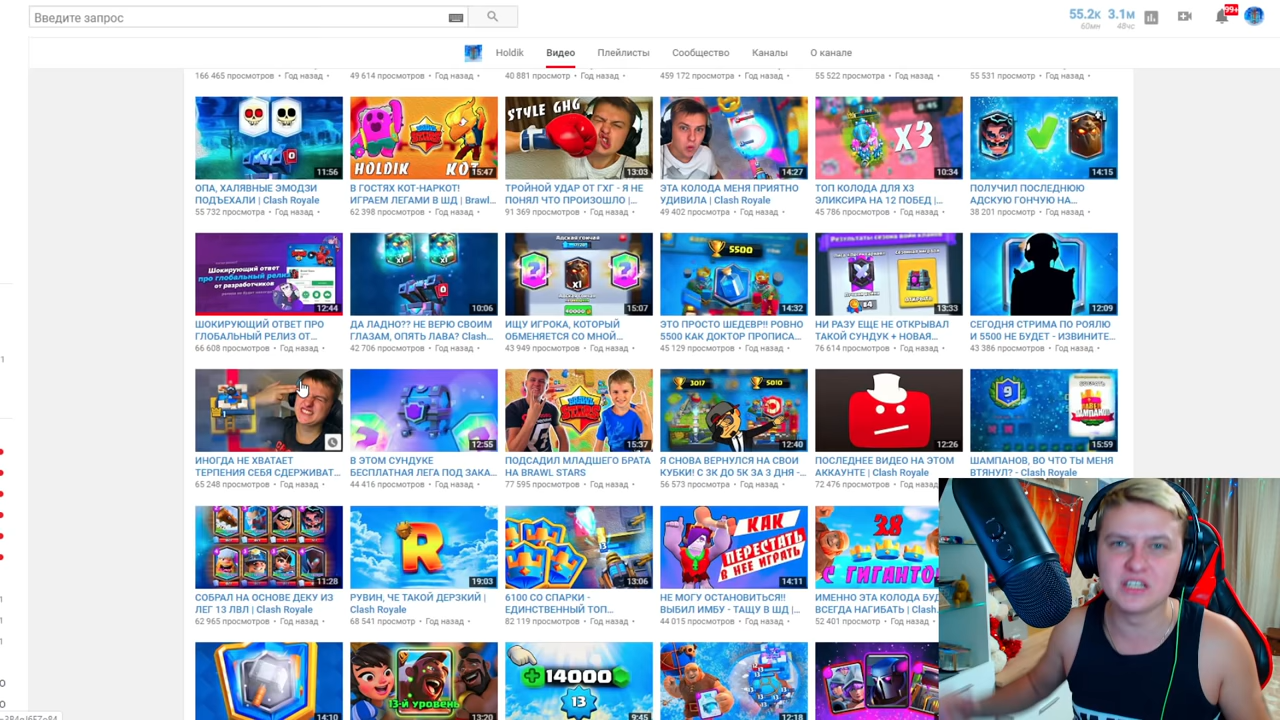 Введите запрос
55.2K 3.1M
60мн 48чс
99+
Holdik Видео Плейлисты Сообщество Каналы О канале
166 465 просмотров • Год назад •
49 614 просмотров • Год назад •
40 881 просмотр • Год назад •
459 172 просмотра • Год назад •
55 522 просмотра • Год назад •
55 531 просмотр • Год назад •
11:56
HOLDIK КОТ
15:47
STYLE GHG
13:03
14:27
X3
10:34
14:15
ОПА, ХАЛЯВНЫЕ ЭМОДЗИ
ПОДЪЕХАЛИ | Clash Royale
55 732 просмотра • Год назад •
В ГОСТЯХ КОТ-НАРКОТ!
ИГРАЕМ ЛЕГАМИ В ШД | Brawl...
62 398 просмотров • Год назад •
ТРОЙНОЙ УДАР ОТ ГХГ - Я НЕ
ПОНЯЛ ЧТО ПРОИЗОШЛО |...
91 369 просмотров • Год назад •
ЭТА КОЛОДА МЕНЯ ПРИЯТНО
УДИВИЛА | Clash Royale
49 402 просмотра • Год назад •
ТОП КОЛОДА ДЛЯ X3
ЭЛИКСИРА НА 12 ПОБЕД |...
45 786 просмотров • Год назад •
ПОЛУЧИЛ ПОСЛЕДНЮЮ
АДСКУЮ ГОНЧУЮ НА...
38 201 просмотр • Год назад •
Шокирующий ответ
про глобальный релиз
от разработчиков
12:44
10:06
Адская гончая
x1
40000
15:07
5500
14:32
Результаты сезона войн кланов
13:33
12:09
ШОКИРУЮЩИЙ ОТВЕТ ПРО
ГЛОБАЛЬНЫЙ РЕЛИЗ ОТ...
66 608 просмотров • Год назад •
ДА ЛАДНО?? НЕ ВЕРЮ СВОИМ
ГЛАЗАМ, ОПЯТЬ ЛАВА? Clash...
42 706 просмотров • Год назад •
ИЩУ ИГРОКА, КОТОРЫЙ
ОБМЕНЯЕТСЯ СО МНОЙ...
43 949 просмотров • Год назад •
ЭТО ПРОСТО ШЕДЕВР!! РОВНО
5500 КАК ДОКТОР ПРОПИСА...
45 129 просмотров • Год назад •
НИ РАЗУ ЕЩЕ НЕ ОТКРЫВАЛ
ТАКОЙ СУНДУК + НОВАЯ...
76 614 просмотров • Год назад •
СЕГОДНЯ СТРИМА ПО РОЯЛЮ
И 5500 НЕ БУДЕТ - ИЗВИНИТЕ...
43 386 просмотров • Год назад •
12:55
BRAWL STARS
15:37
3017 5010
12:40
12:26
9
15:59
ИНОГДА НЕ ХВАТАЕТ
ТЕРПЕНИЯ СЕБЯ СДЕРЖИВАТ...
65 248 просмотров • Год назад •
В ЭТОМ СУНДУКЕ
БЕСПЛАТНАЯ ЛЕГА ПОД ЗАКА...
44 416 просмотров • Год назад •
ПОДСАДИЛ МЛАДШЕГО БРАТА
НА BRAWL STARS
77 595 просмотров • Год назад •
Я СНОВА ВЕРНУЛСЯ НА СВОИ
КУБКИ! С 3К ДО 5К ЗА 3 ДНЯ -...
56 573 просмотра • Год назад •
ПОСЛЕДНЕЕ ВИДЕО НА ЭТОМ
АККАУНТЕ | Clash Royale
72 476 просмотров • Год назад
ШАМПАНОВ, ВО ЧТО ТЫ МЕНЯ
ВТЯНУЛ? - Clash Royale
11:28
R
19:03
13
13:06
КАК
ПЕРЕСТАТЬ
В НЕЕ ИГРАТЬ
14:11
38
С ГИГАНТО
СОБРАЛ НА ОСНОВЕ ДЕКУ ИЗ
ЛЕГ 13 ЛВЛ | Clash Royale
62 965 просмотров • Год назад •
РУВИН, ЧЕ ТАКОЙ ДЕРЗКИЙ |
Clash Royale
68 541 просмотр • Год назад •
6100 СО СПАРКИ -
ЕДИНСТВЕННЫЙ ТОП...
82 119 просмотров • Год назад •
НЕ МОГУ ОСТАНОВИТЬСЯ!!
ВЫБИЛ ИМБУ - ТАЩУ В ШД |...
44 015 просмотров • Год назад •
ИМЕННО ЭТА КОЛОДА БУД
ВСЕГДА НАГИБАТЬ | Clash
52 401 просмотр • Год назад •
14:10
13-й уровень
13:20
14000
13
9:45
12:18